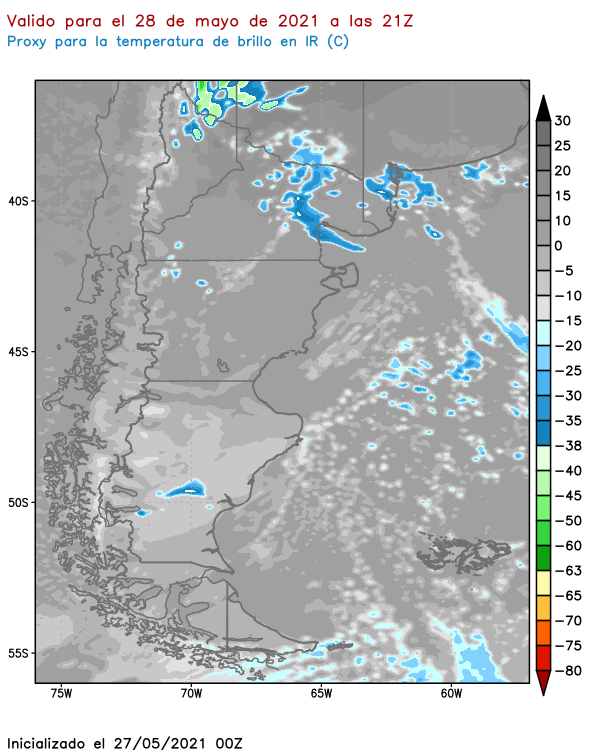 Valido para el 28 de mayo de 2021 a las 21Z
Proxy para la temperatura de brillo en IR (C)
30
25
20
15
10
0
−5
−10
−15
−20
−25
−30
−35
−38
−40
−45
−50
−60
−63
−65
−70
−75
−80
40S
45S
50S
55S
75W 70W 65W 60W
Inicializado el 27/05/2021 00Z